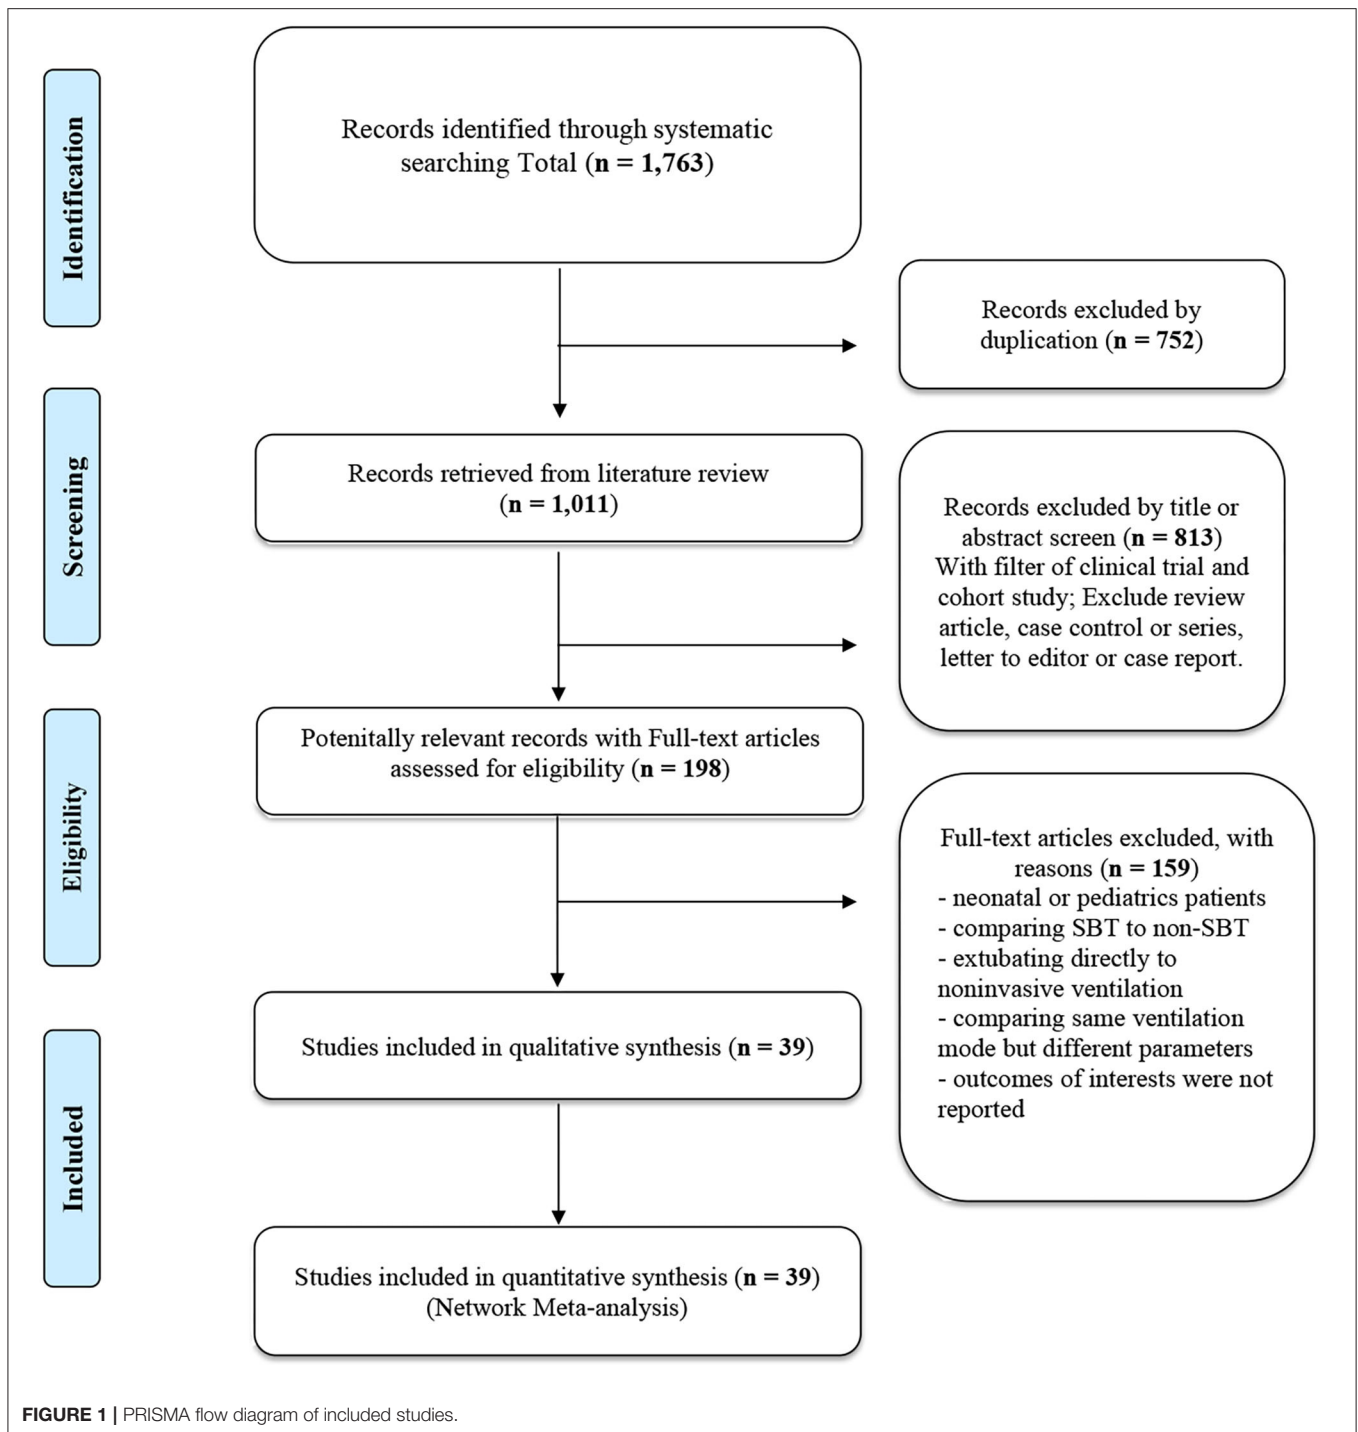 Identification
Records identified through systematic
searching Total (n = 1,763)
Records excluded by
duplication (n = 752)
Screening
Records retrieved from literature review
(n = 1,011)
Records excluded by title or
abstract screen (n = 813)
With filter of clinical trial and
cohort study; Exclude review
article, case control or series,
letter to editor or case report.
Eligibility
Potenitally relevant records with Full-text articles
assessed for eligibility (n = 198)
Full-text articles excluded, with
reasons (n = 159)
- neonatal or pediatrics patients
- comparing SBT to non-SBT
- extubating directly to
noninvasive ventilation
- comparing same ventilation
mode but different parameters
- outcomes of interests were not
reported
Included
Studies included in qualitative synthesis (n = 39)
Studies included in quantitative synthesis (n = 39)
(Network Meta-analysis)
FIGURE 1 | PRISMA flow diagram of included studies.